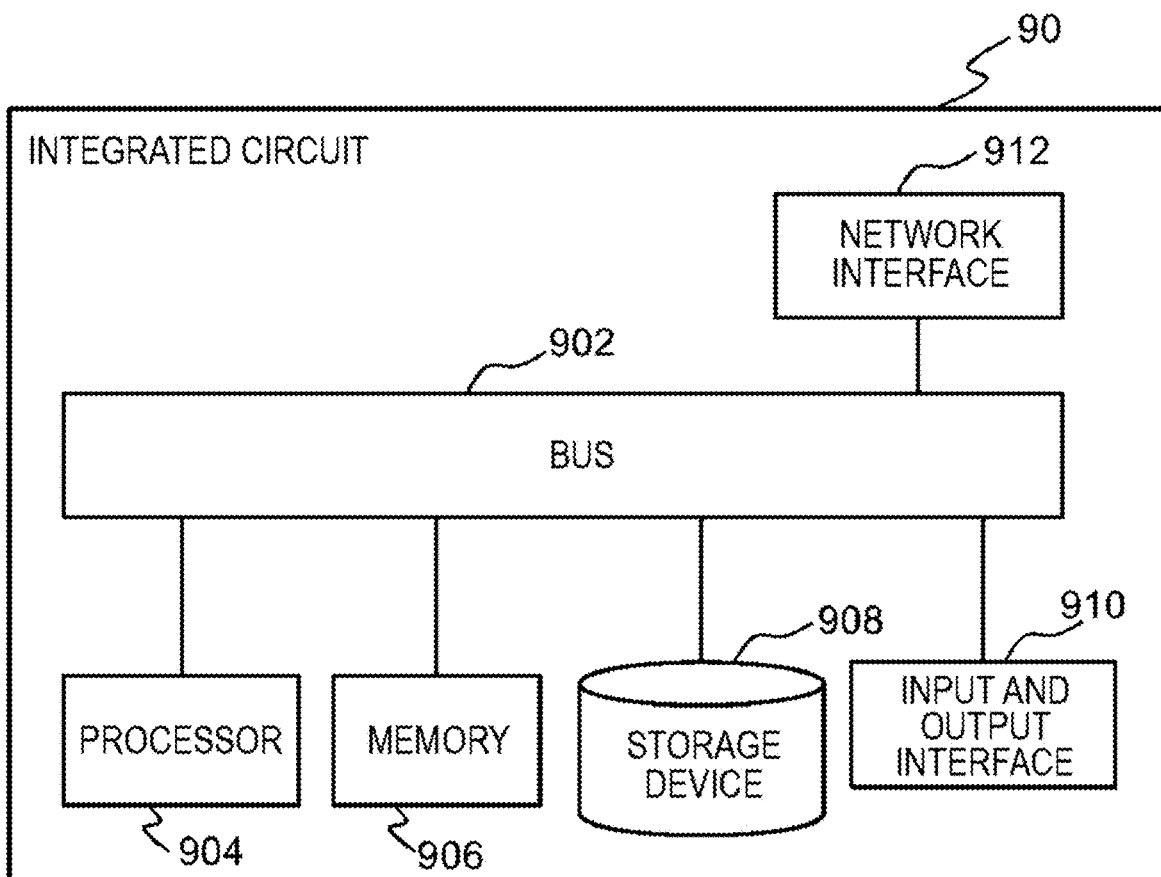 90
INTEGRATED CIRCUIT
912
NETWORK
INTERFACE
902
BUS
908
910
PROCESSOR
MEMORY
STORAGE
DEVICE
INPUT AND
OUTPUT
INTERFACE
904
906